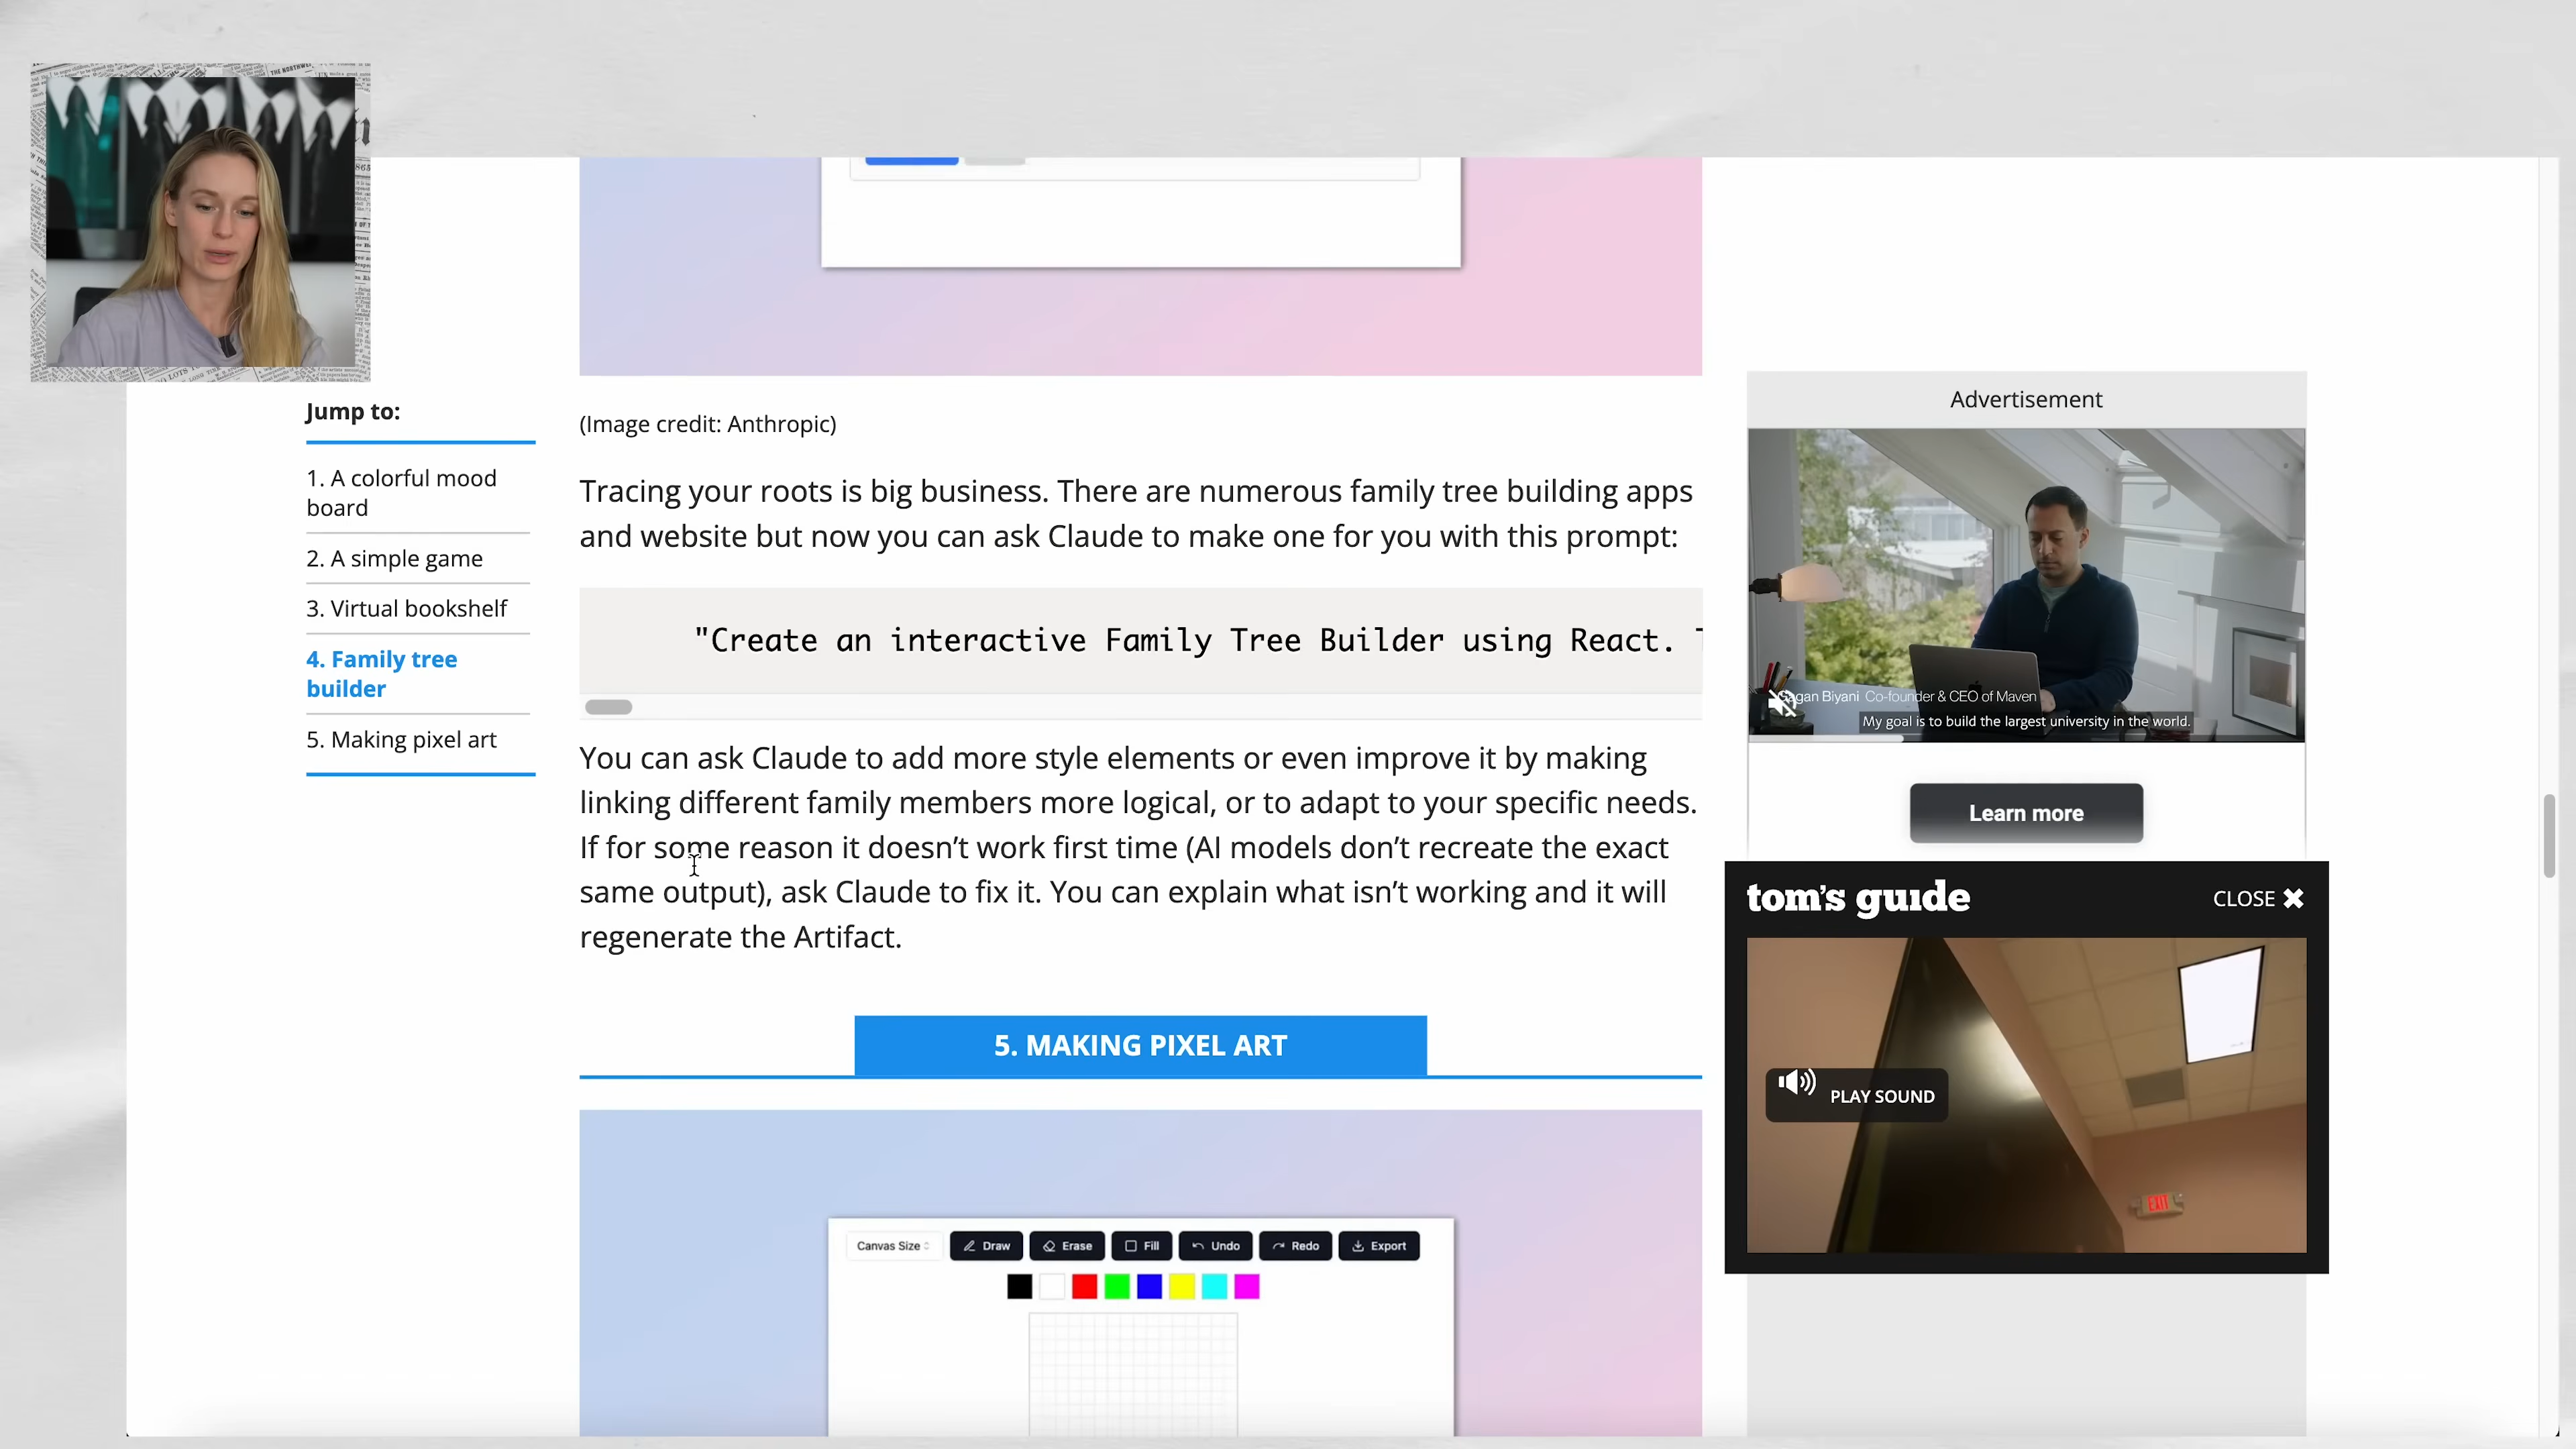 Jump to:
1. A colorful mood
board
2. A simple game
3. Virtual bookshelf
4. Family tree
builder
5. Making pixel art
(Image credit: Anthropic)
Tracing your roots is big business. There are numerous family tree building apps
and website but now you can ask Claude to make one for you with this prompt:
"Create an interactive Family Tree Builder using React.
You can ask Claude to add more style elements or even improve it by making
linking different family members more logical, or to adapt to your specific needs.
If for some reason it doesn’t work first time (AI models don’t recreate the exact
same output), ask Claude to fix it. You can explain what isn’t working and it will
regenerate the Artifact.
5. MAKING PIXEL ART
Canvas Size Draw Erase Fill Undo Redo Export
Advertisement
Biyani Co-founder & CEO of Maven
My goal is to build the largest university in the world.
Learn more
tom's guide
CLOSE
PLAY SOUND
EXIT